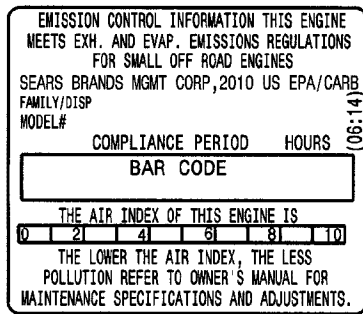 EMISSION CONTROL INFORMATION THIS ENGINE
MEETS EXH. AND EVAP. EMISSIONS REGULATIONS
FOR SMALL OFF ROAD ENGINES
SEARS BRANDS MGMT CORP,2010 US EPA/CARB
FAMILY/DISP
MODEL#
COMPLIANCE PERIOD HOURS
(06:14)
BAR CODE
THE AIR INDEX OF THIS ENGINE IS
0 2 4 6 8 10
THE LOWER THE AIR INDEX, THE LESS
POLLUTION REFER TO OWNER'S MANUAL FOR
MAINTENANCE SPECIFICATIONS AND ADJUSTMENTS.